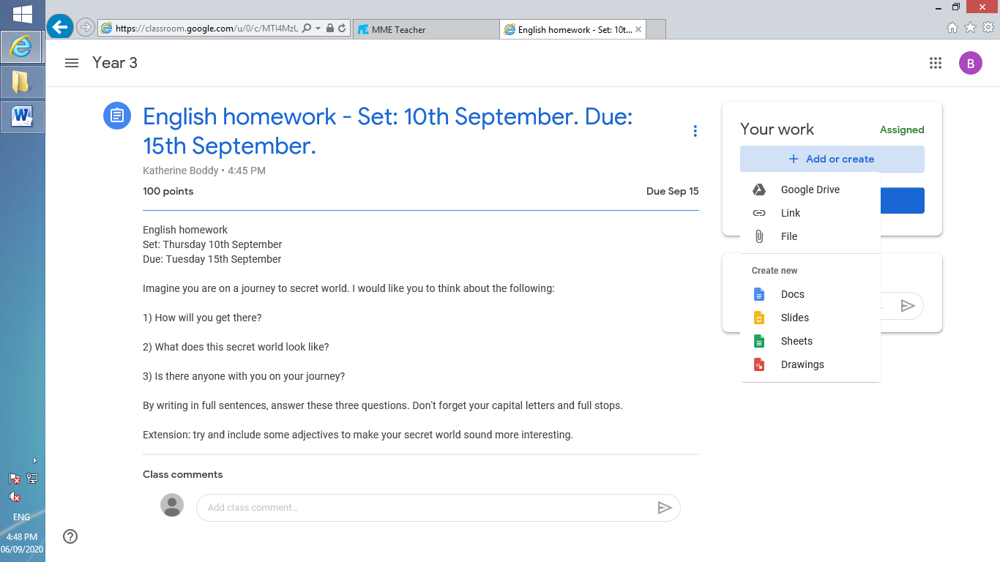 https://classroom.google.com/u/0/c/MTI4MzU
MME Teacher
English homework - Set: 10t...
Year 3
B
English homework - Set: 10th September. Due:
15th September.
Katherine Boddy • 4:45 PM
100 points
Due Sep 15
English homework
Set: Thursday 10th September
Due: Tuesday 15th September
Imagine you are on a journey to secret world. I would like you to think about the following:
1) How will you get there?
2) What does this secret world look like?
3) Is there anyone with you on your journey?
By writing in full sentences, answer these three questions. Don't forget your capital letters and full stops.
Extension: try and include some adjectives to make your secret world sound more interesting.
Class comments
Add class comment...
Your work
Assigned
+ Add or create
Google Drive
Link
File
Create new
Docs
Slides
Sheets
Drawings
ENG
4:48 PM
06/09/2020